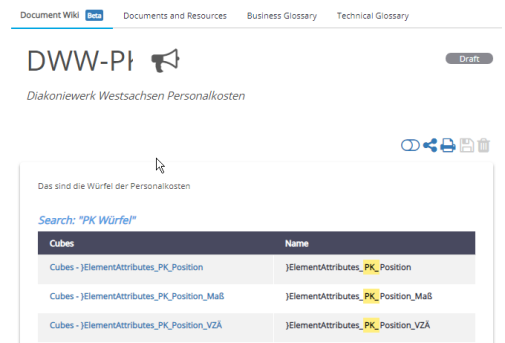 Document Wiki Beta Documents and Resources Business Glossary Technical Glossary
DWW-PK
Draft
Diakoniewerk Westsachsen Personalkosten
Das sind die Würfel der Personalkosten
Search: "PK Würfel"
Cubes Name
Cubes - }ElementAttributes_PK_Position }ElementAttributes_PK_Position
Cubes - }ElementAttributes_PK_Position_Maß }ElementAttributes_PK_Position_Maß
Cubes - }ElementAttributes_PK_Position_VZÄ }ElementAttributes_PK_Position_VZÄ